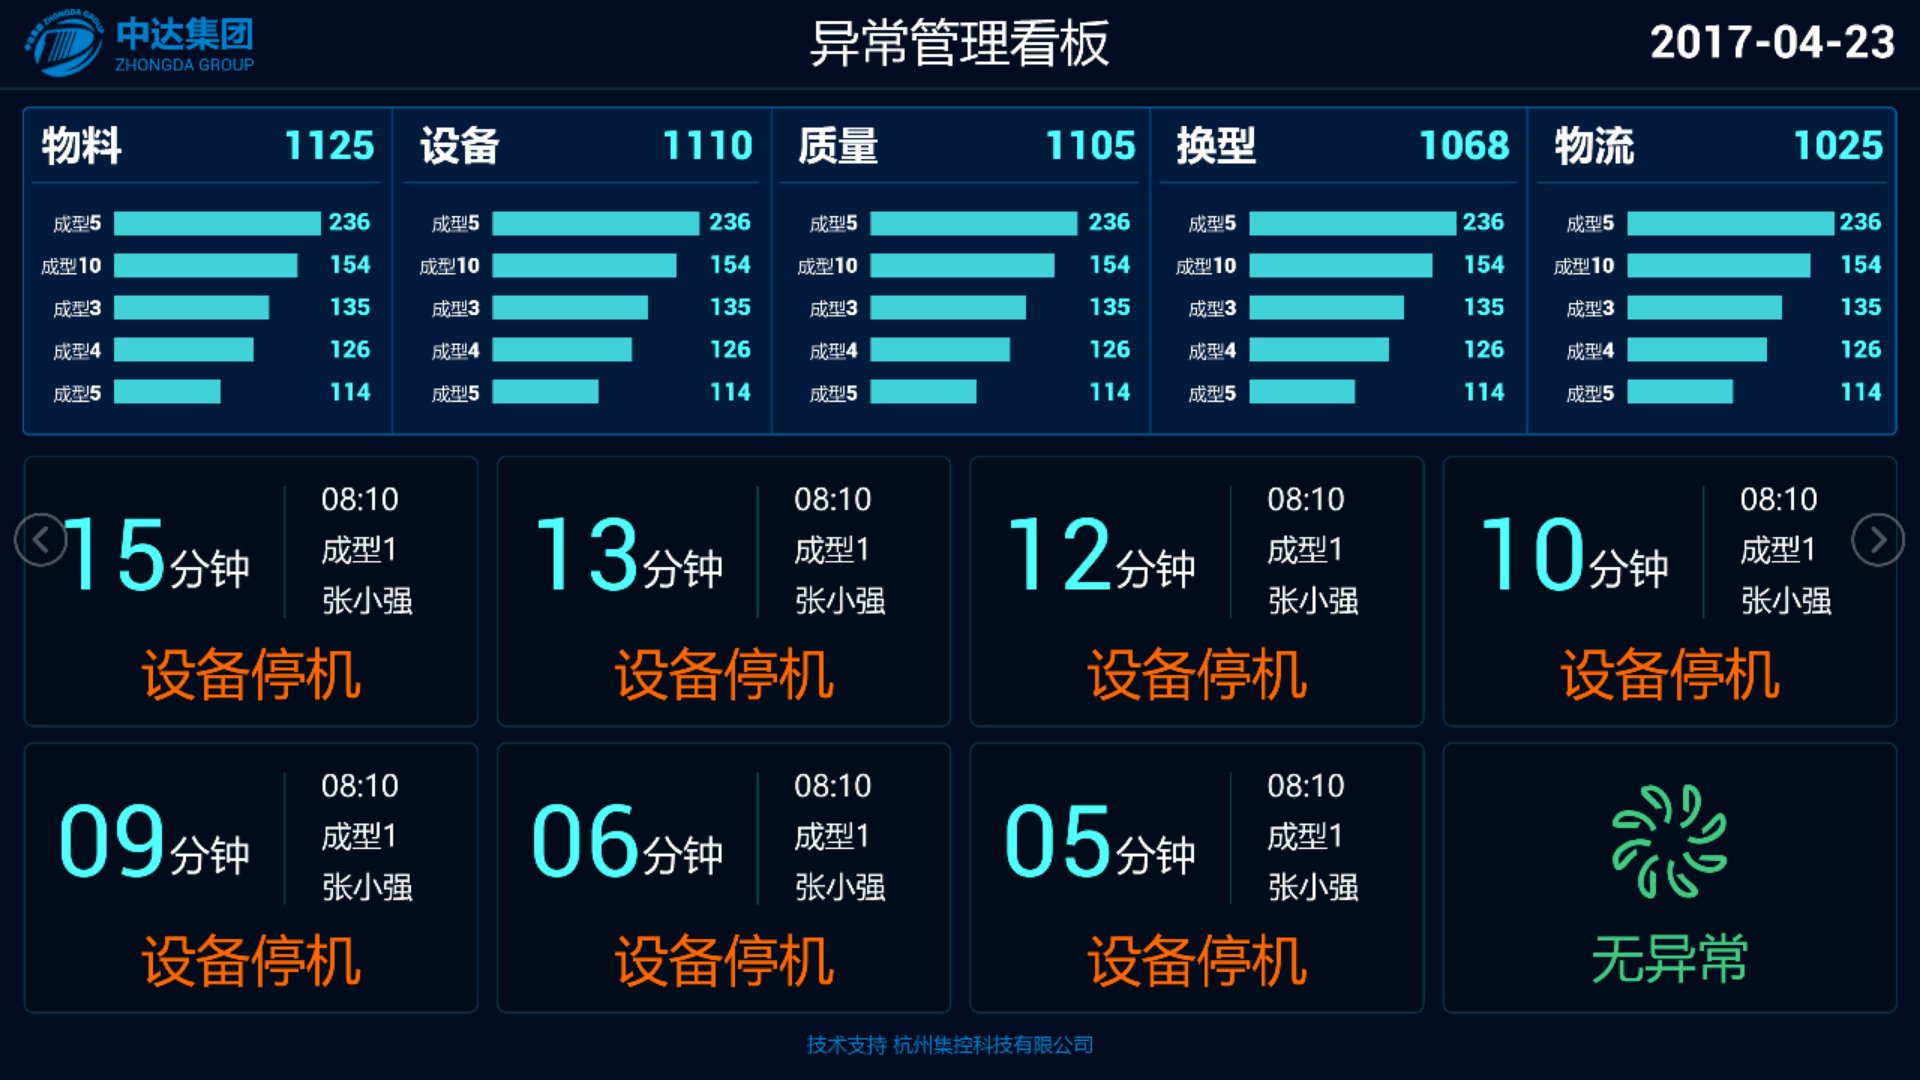 中达集团
ZHONGDA GROUP
异常管理看板
2017-04-23
物料 1125
成型5 236
成型10 154
成型3 135
成型4 126
成型5 114
设备 1110
成型5 236
成型10 154
成型3 135
成型4 126
成型5 114
质量 1105
成型5 236
成型10 154
成型3 135
成型4 126
成型5 114
换型 1068
成型5 236
成型10 154
成型3 135
成型4 126
成型5 114
物流 1025
成型5 236
成型10 154
成型3 135
成型4 126
成型5 114
15分钟
08:10
成型1
张小强
设备停机
13分钟
08:10
成型1
张小强
设备停机
12分钟
08:10
成型1
张小强
设备停机
10分钟
08:10
成型1
张小强
设备停机
09分钟
08:10
成型1
张小强
设备停机
06分钟
08:10
成型1
张小强
设备停机
05分钟
08:10
成型1
张小强
设备停机
无异常
技术支持 杭州集控科技有限公司